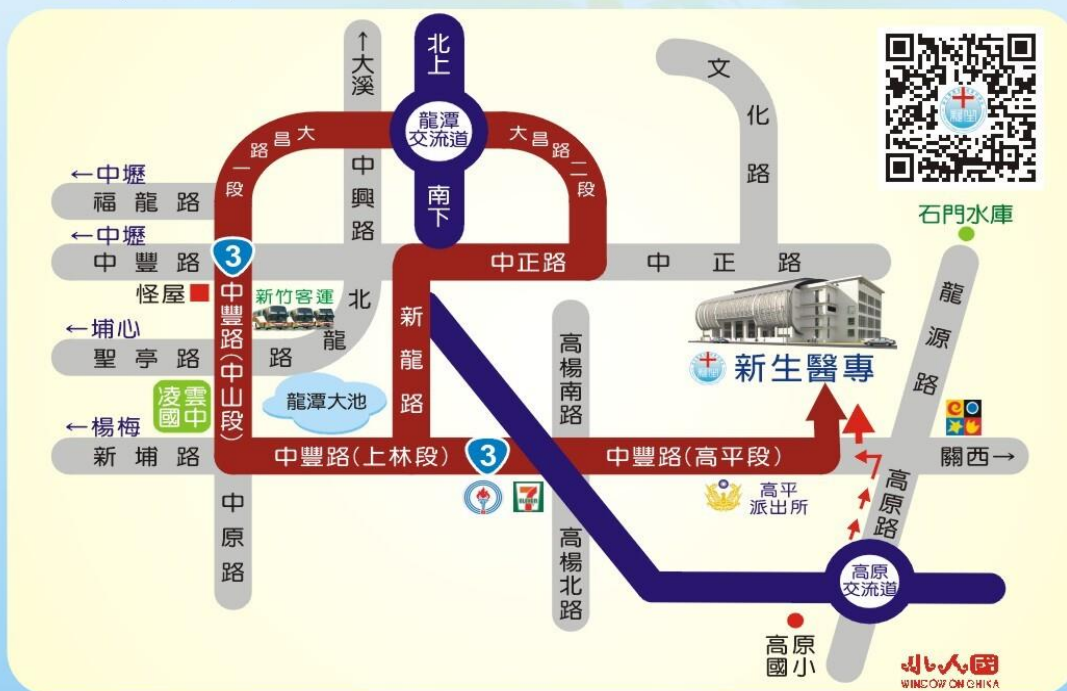 ↑大溪
北上
龍潭
交流道
南下
大昌路一段
大昌路二段
中興路
文化路
石門水庫
←中壢
福龍路
←中壢
中豐路
3
中正路
中正路
怪屋
新竹客運
中豐路(中山段)
北龍路
新龍路
龍源路
←埔心
聖亭路
高楊南路
新生醫專
凌雲
國中
龍潭大池
←楊梅
新埔路
中豐路(上林段)
3
中豐路(高平段)
關西→
7
ELEVEN
高平
派出所
高原路
中原路
高楊北路
高原
交流道
高原
國小
小人國
WINDOW ON CHINA